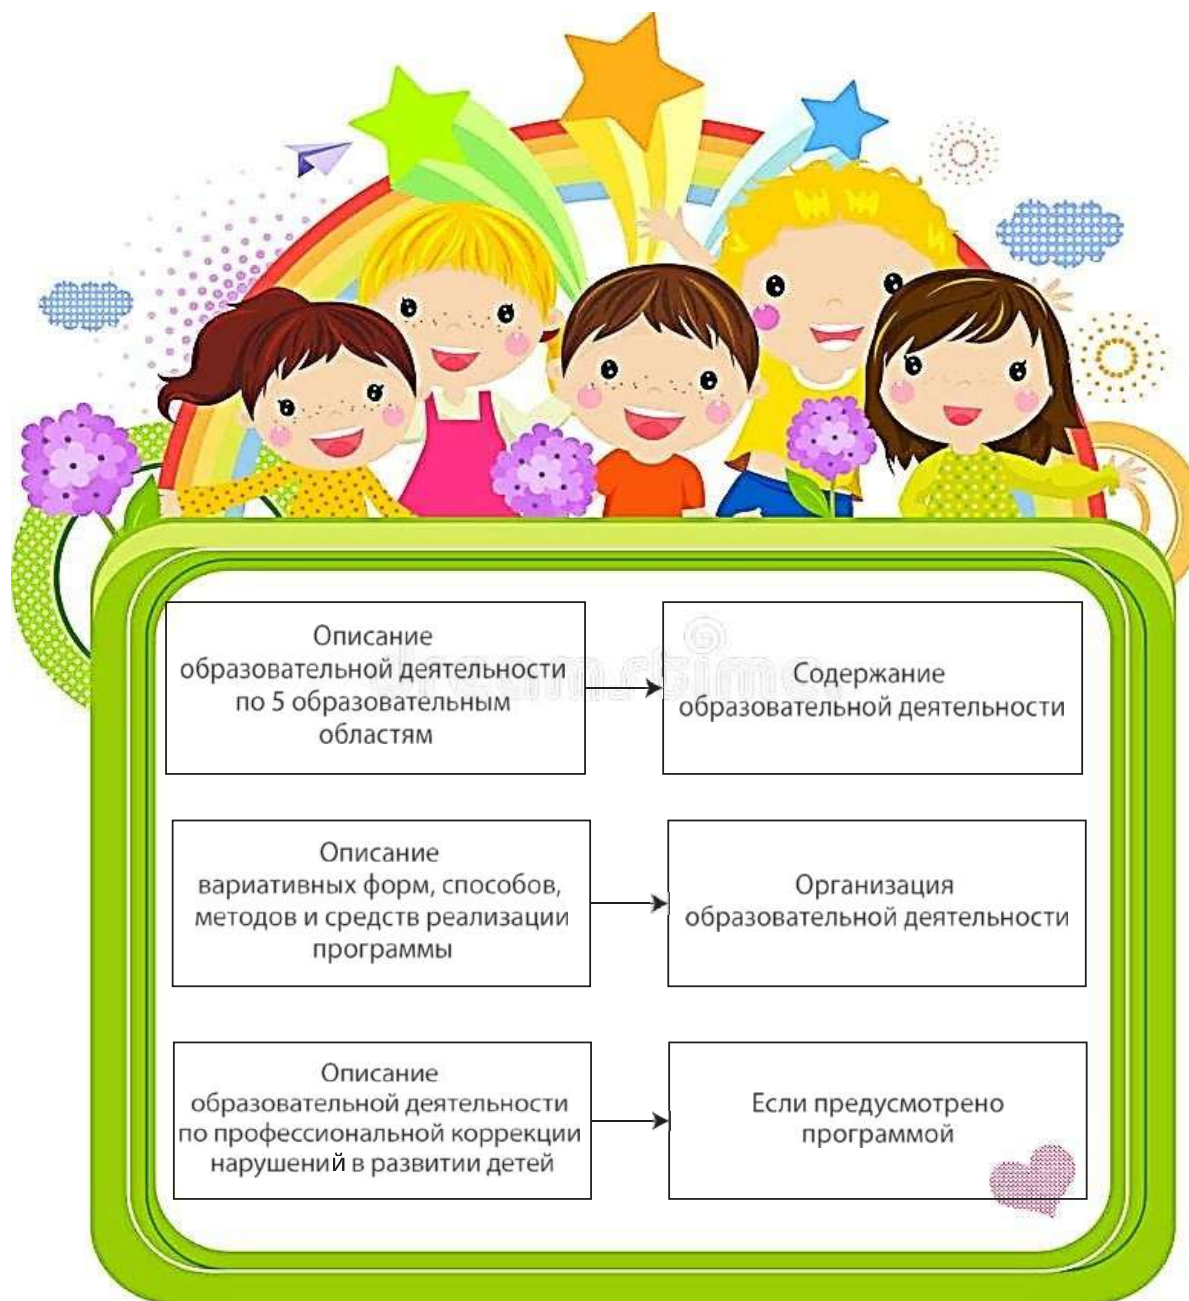 Описание
образовательной деятельности
по 5 образовательным
областям
Содержание
образовательной деятельности
Описание
вариативных форм, способов,
методов и средств реализации
программы
Организация
образовательной деятельности
Описание
образовательной деятельности
по профессиональной коррекции
нарушений в развитии детей
Если предусмотрено
программой